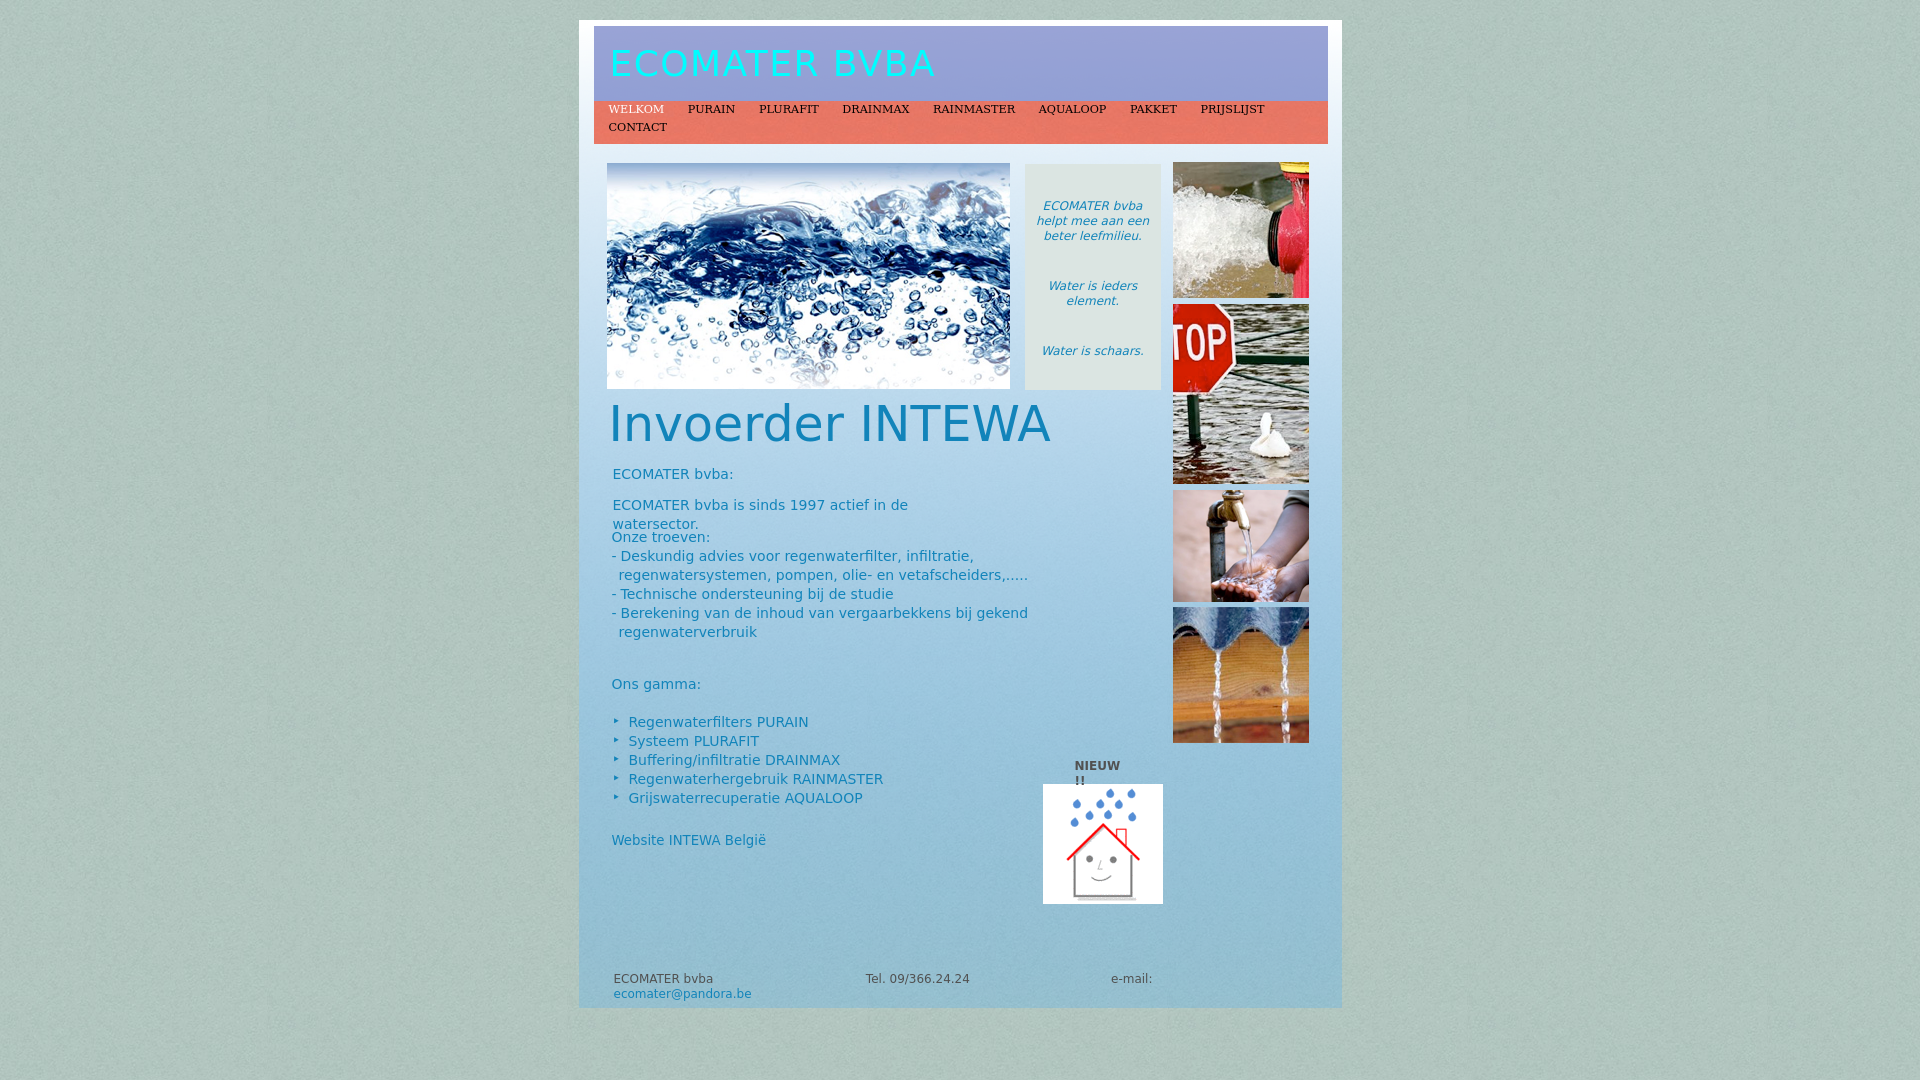 ECOMATER BVBA
WELKOM PURAIN PLURAFIT DRAINMAX RAINMASTER AQUALOOP PAKKET PRIJSLIJST
CONTACT
ECOMATER bvba
helpt mee aan een
beter leefmilieu.
Water is ieders
element.
Water is schaars.
TOP
Invoerder INTEWA
ECOMATER bvba:
ECOMATER bvba is sinds 1997 actief in de
watersector.
Onze troeven:
- Deskundig advies voor regenwaterfilter, infiltratie,
regenwatersystemen, pompen, olie- en vetafscheiders,.....
- Technische ondersteuning bij de studie
- Berekening van de inhoud van vergaarbekkens bij gekend
regenwaterverbruik
Ons gamma:
‣ Regenwaterfilters PURAIN
‣ Systeem PLURAFIT
‣ Buffering/infiltratie DRAINMAX
‣ Regenwaterhergebruik RAINMASTER
‣ Grijswaterrecuperatie AQUALOOP
NIEUW
!!
Website INTEWA België
ECOMATER bvba Tel. 09/366.24.24 e-mail:
ecomater@pandora.be